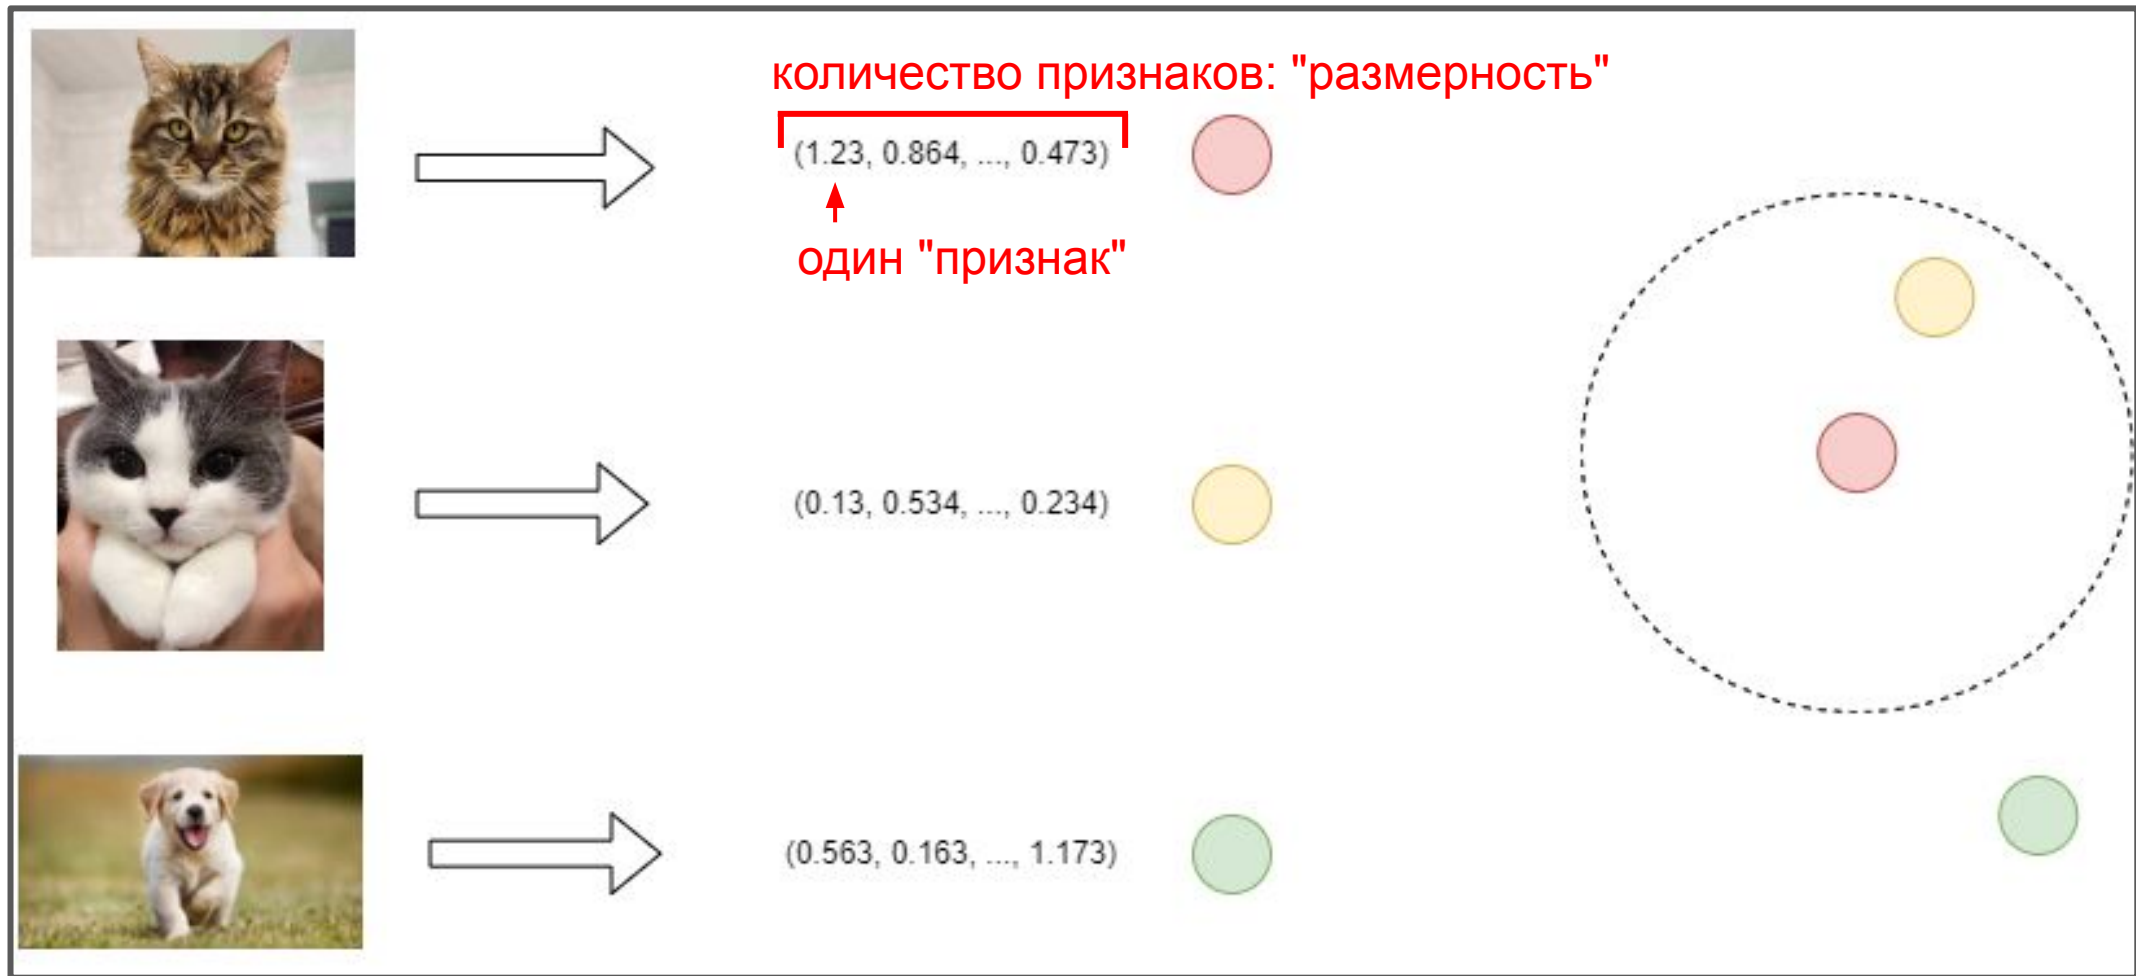 количество признаков: "размерность"
(1.23, 0.864, ..., 0.473)
один "признак"
(0.13, 0.534, ..., 0.234)
(0.563, 0.163, ..., 1.173)